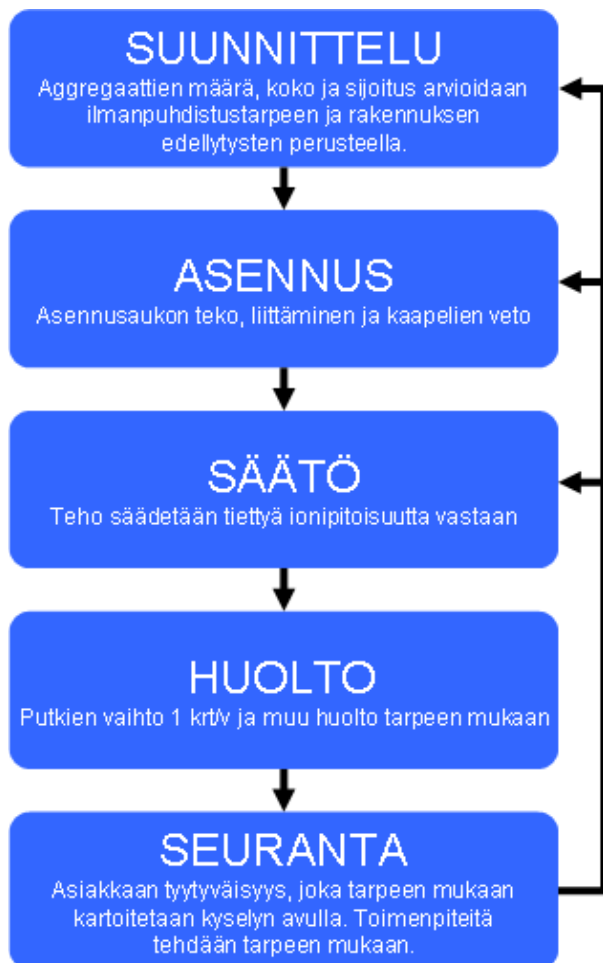 SUUNNITTELU
Aggregaattien määrä, koko ja sijoitus arvioidaan
ilmanpuhdistustarpeen ja rakennuksen
edellytysten perusteella.
ASENNUS
Asennusaukon teko, liittäminen ja kaapelien veto
SÄÄTÖ
Teho säädetään tiettyä ionipitoisuutta vastaan
HUOLTO
Putkien vaihto 1 krt/v ja muu huolto tarpeen mukaan
SEURANTA
Asiakkaan tyytyväisyys, joka tarpeen mukaan
kartoitetaan kyselyn avulla. Toimenpiteitä
tehdään tarpeen mukaan.